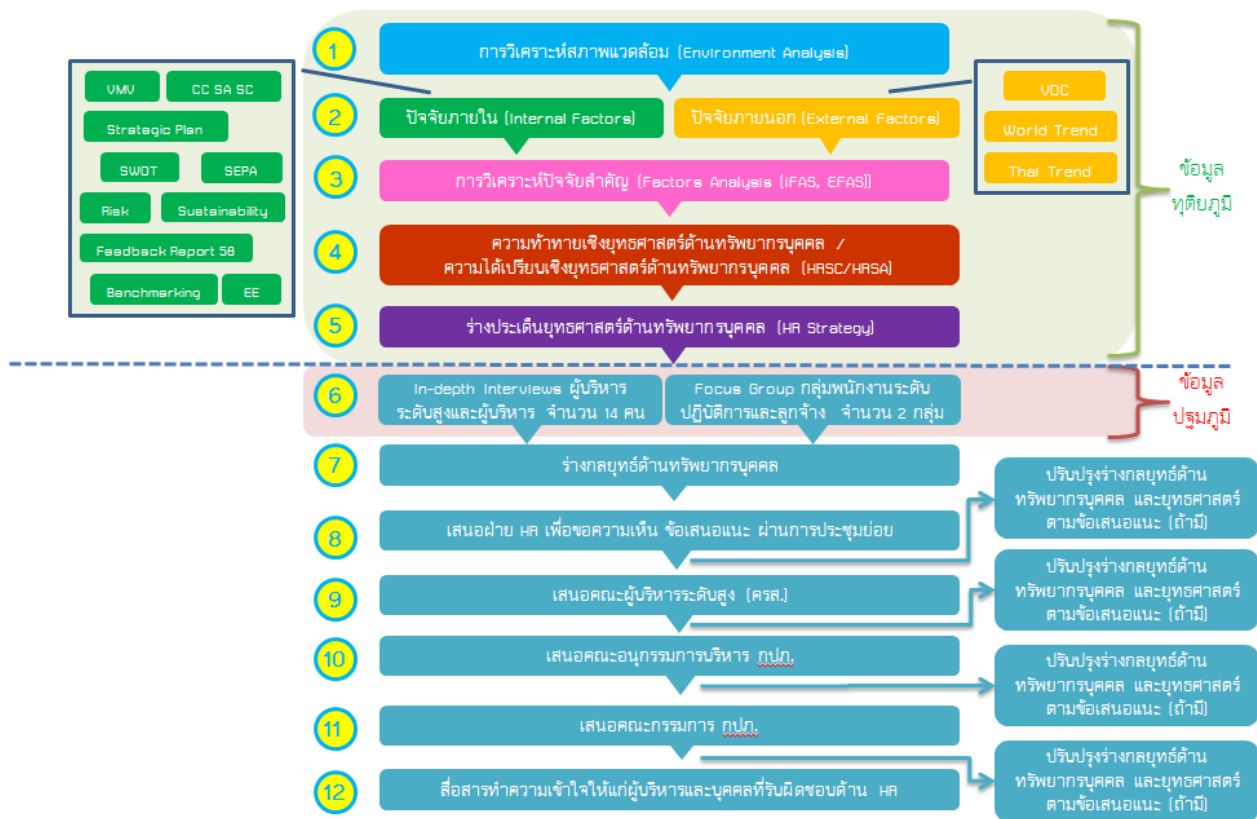 1
การวิเคราะห์สภาพแวดล้อม (Environment Analysis)
VMV
CC SA SC
Strategic Plan
SWOT
SEPA
Risk
Sustainability
Feedback Report 58
Benchmarking
EE
2
ปัจจัยภายใน (Internal Factors)
ปัจจัยภายนอก (External Factors)
VOC
World Trend
Thai Trend
3
การวิเคราะห์ปัจจัยสำคัญ (Factors Analysis (IFAS, EFAS))
ข้อมูล
ทุติยภูมิ
4
ความท้าทายเชิงยุทธศาสตร์ด้านทรัพยากรบุคคล /
ความได้เปรียบเชิงยุทธศาสตร์ด้านทรัพยากรบุคคล (HRSC/HRSA)
5
ร่างประเด็นยุทธศาสตร์ด้านทรัพยากรบุคคล (HR Strategy)
6
In-depth Interviews ผู้บริหาร
ระดับสูงและผู้บริหาร จำนวน 14 คน
Focus Group กลุ่มพนักงานระดับ
ปฏิบัติการและลูกจ้าง จำนวน 2 กลุ่ม
ข้อมูล
ปฐมภูมิ
7
ร่างกลยุทธ์ด้านทรัพยากรบุคคล
8
เสนอฝ่าย HR เพื่อขอความเห็น ข้อเสนอแนะ ผ่านการประชุมย่อย
ปรับปรุงร่างกลยุทธ์ด้าน
ทรัพยากรบุคคล และยุทธศาสตร์
ตามข้อเสนอแนะ (ถ้ามี)
9
เสนอคณะผู้บริหารระดับสูง (ครส.)
ปรับปรุงร่างกลยุทธ์ด้าน
ทรัพยากรบุคคล และยุทธศาสตร์
ตามข้อเสนอแนะ (ถ้ามี)
10
เสนอคณะอนุกรรมการบริหาร กปภ.
ปรับปรุงร่างกลยุทธ์ด้าน
ทรัพยากรบุคคล และยุทธศาสตร์
ตามข้อเสนอแนะ (ถ้ามี)
11
เสนอคณะกรรมการ กปภ.
ปรับปรุงร่างกลยุทธ์ด้าน
ทรัพยากรบุคคล และยุทธศาสตร์
ตามข้อเสนอแนะ (ถ้ามี)
12
สื่อสารทำความเข้าใจให้แก่ผู้บริหารและบุคคลที่รับผิดชอบด้าน HR